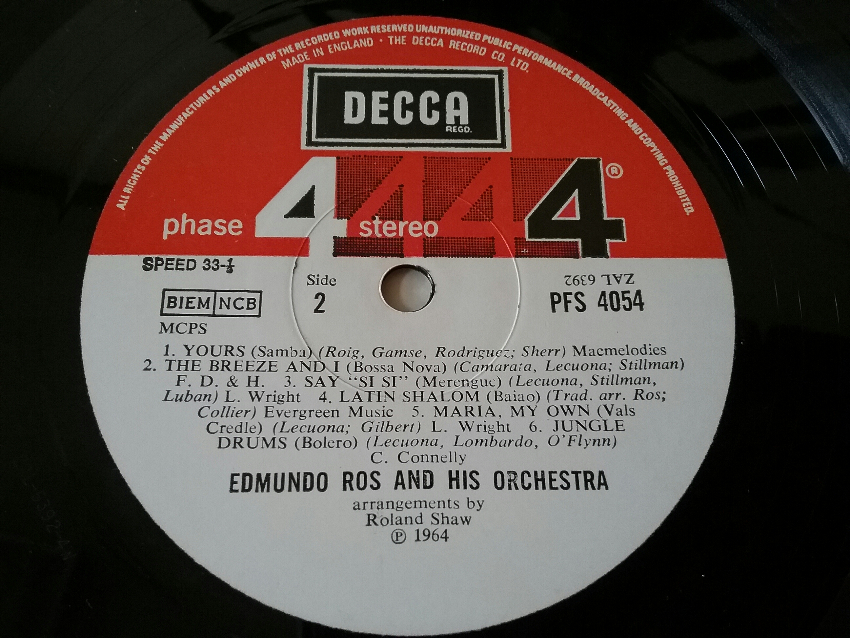 ALL RIGHTS OF THE MANUFACTURERS AND OWNER OF THE RECORDED WORK RESERVED UNAUTHORIZED PUBLIC PERFORMANCE, BROADCASTING AND COPYING PROHIBITED.
MADE IN ENGLAND · THE DECCA RECORD CO. LTD.
DECCA
REGD.
phase 4 stereo 4 4 4®
SPEED 33-⅓
Side
2
ZAL 6392
PFS 4054
BIEM NCB
MCPS
1. YOURS (Samba) (Roig, Gamse, Rodriguez; Sherr) Macmelodies
2. THE BREEZE AND I (Bossa Nova) (Camarata, Lecuona; Stillman)
F. D. & H. 3. SAY "SI SI" (Merengue) (Lecuona, Stillman,
Luban) L. Wright 4. LATIN SHALOM (Baiao) (Trad. arr. Ros;
Collier) Evergreen Music 5. MARIA, MY OWN (Vals
Credle) (Lecuona; Gilbert) L. Wright 6. JUNGLE
DRUMS (Bolero) (Lecuona, Lombardo, O'Flynn)
C. Connelly
EDMUNDO ROS AND HIS ORCHESTRA
arrangements by
Roland Shaw
℗ 1964